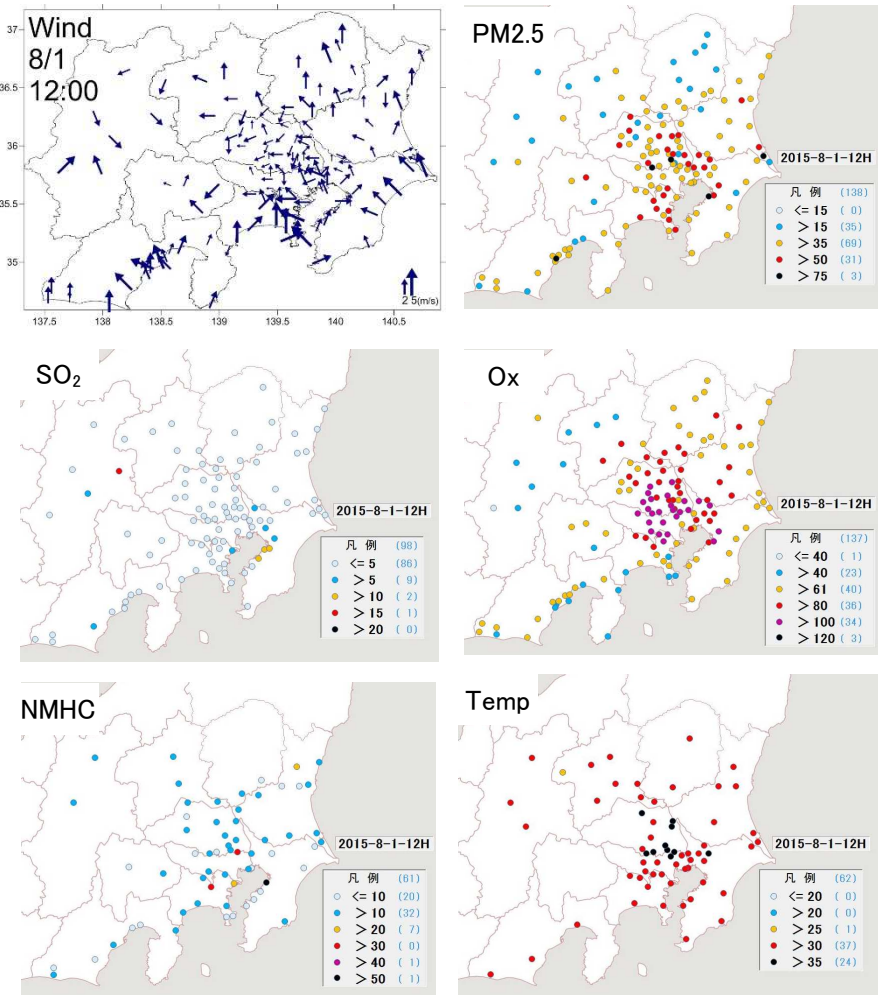 Wind
8/1
12:00
37
36.5
36
35.5
35
137.5 138 138.5 139 139.5 140 140.5
2 5(m/s)
PM2.5
2015-8-1-12H
凡 例 (138)
<= 15 ( 0)
> 15 (35)
> 35 (69)
> 50 (31)
> 75 ( 3)
SO₂
2015-8-1-12H
凡 例 (98)
<= 5 (86)
> 5 ( 9)
> 10 ( 2)
> 15 ( 1)
> 20 ( 0)
Ox
2015-8-1-12H
凡 例 (137)
<= 40 ( 1)
> 40 (23)
> 61 (40)
> 80 (36)
> 100 (34)
> 120 ( 3)
NMHC
2015-8-1-12H
凡 例 (61)
<= 10 (20)
> 10 (32)
> 20 ( 7)
> 30 ( 0)
> 40 ( 1)
> 50 ( 1)
Temp
2015-8-1-12H
凡 例 (62)
<= 20 ( 0)
> 20 ( 0)
> 25 ( 1)
> 30 (37)
> 35 (24)